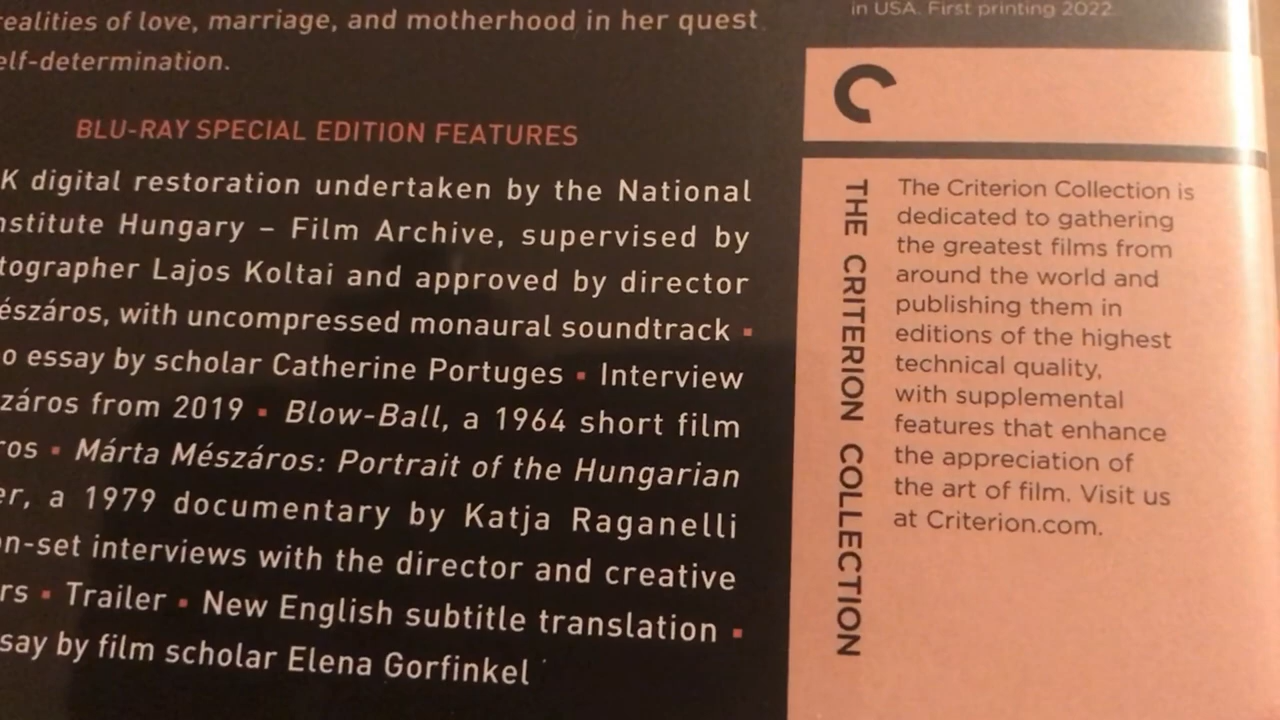 realities of love, marriage, and motherhood in her quest
elf-determination.
BLU-RAY SPECIAL EDITION FEATURES
K digital restoration undertaken by the National
nstitute Hungary – Film Archive, supervised by
tographer Lajos Koltai and approved by director
észáros, with uncompressed monaural soundtrack ▪
o essay by scholar Catherine Portuges ▪ Interview
záros from 2019 ▪ Blow-Ball, a 1964 short film
ros ▪ Márta Mészáros: Portrait of the Hungarian
er, a 1979 documentary by Katja Raganelli
on-set interviews with the director and creative
rs ▪ Trailer ▪ New English subtitle translation ▪
say by film scholar Elena Gorfinkel
in USA. First printing 2022.
THE CRITERION COLLECTION
The Criterion Collection is
dedicated to gathering
the greatest films from
around the world and
publishing them in
editions of the highest
technical quality,
with supplemental
features that enhance
the appreciation of
the art of film. Visit us
at Criterion.com.